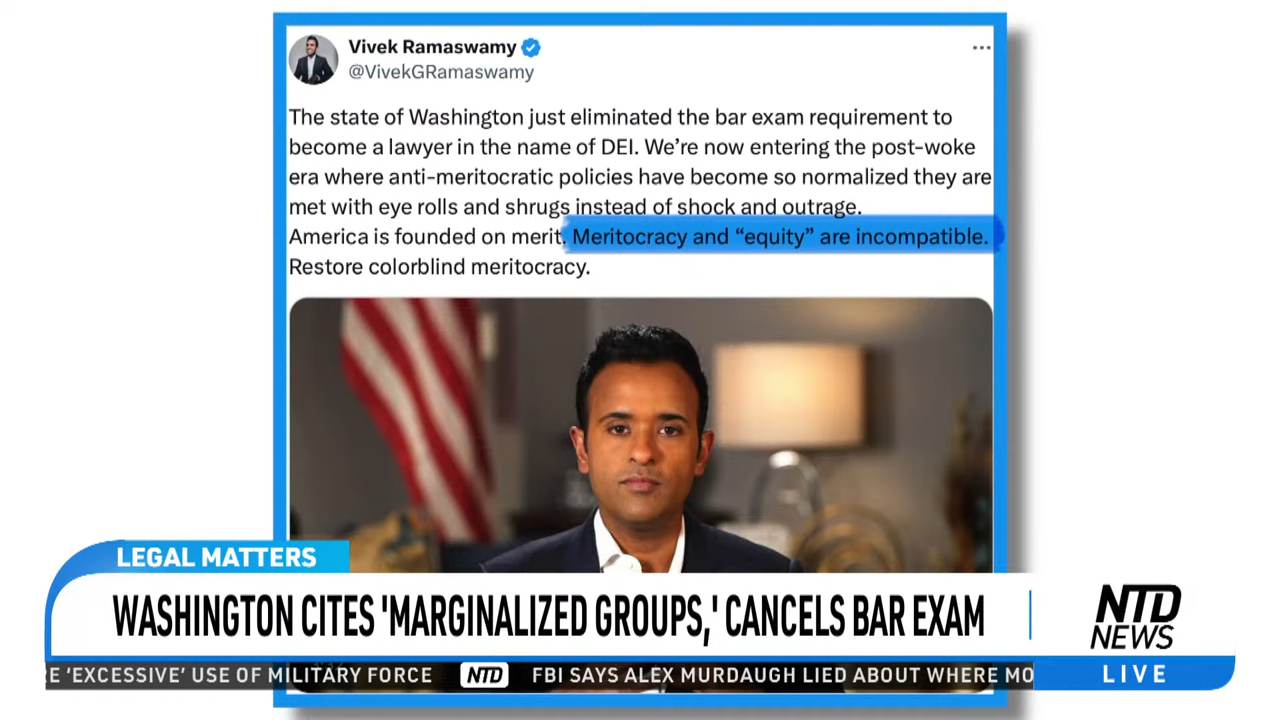 Vivek Ramaswamy
@VivekGRamaswamy
The state of Washington just eliminated the bar exam requirement to
become a lawyer in the name of DEI. We’re now entering the post-woke
era where anti-meritocratic policies have become so normalized they are
met with eye rolls and shrugs instead of shock and outrage.
America is founded on merit. Meritocracy and “equity” are incompatible.
Restore colorblind meritocracy.
LEGAL MATTERS
WASHINGTON CITES 'MARGINALIZED GROUPS,' CANCELS BAR EXAM
NTD
NEWS
E ‘EXCESSIVE’ USE OF MILITARY FORCE NTD FBI SAYS ALEX MURDAUGH LIED ABOUT WHERE MO
LIVE